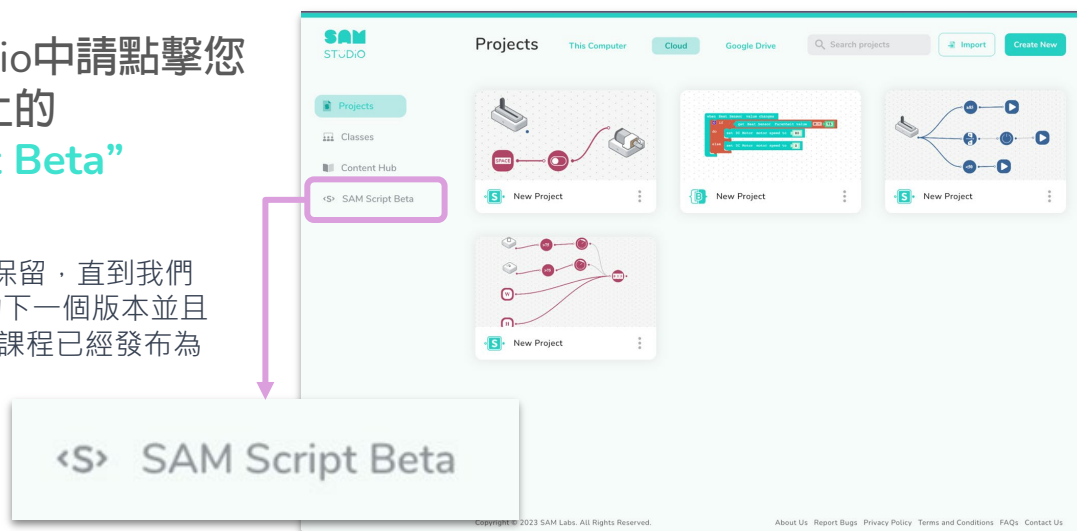 io中請點擊您
上的
t Beta”
保留，直到我們
下一個版本並且
課程已經發布為
SAM
STUDIO
Projects
This Computer
Cloud
Google Drive
Search projects
Import
Create New
Projects
Classes
Content Hub
<S> SAM Script Beta
SPACE
New Project
New Project
New Project
W
New Project
<S> SAM Script Beta
Copyright © 2023 SAM Labs. All Rights Reserved.
About Us Report Bugs Privacy Policy Terms and Conditions FAQs Contact Us